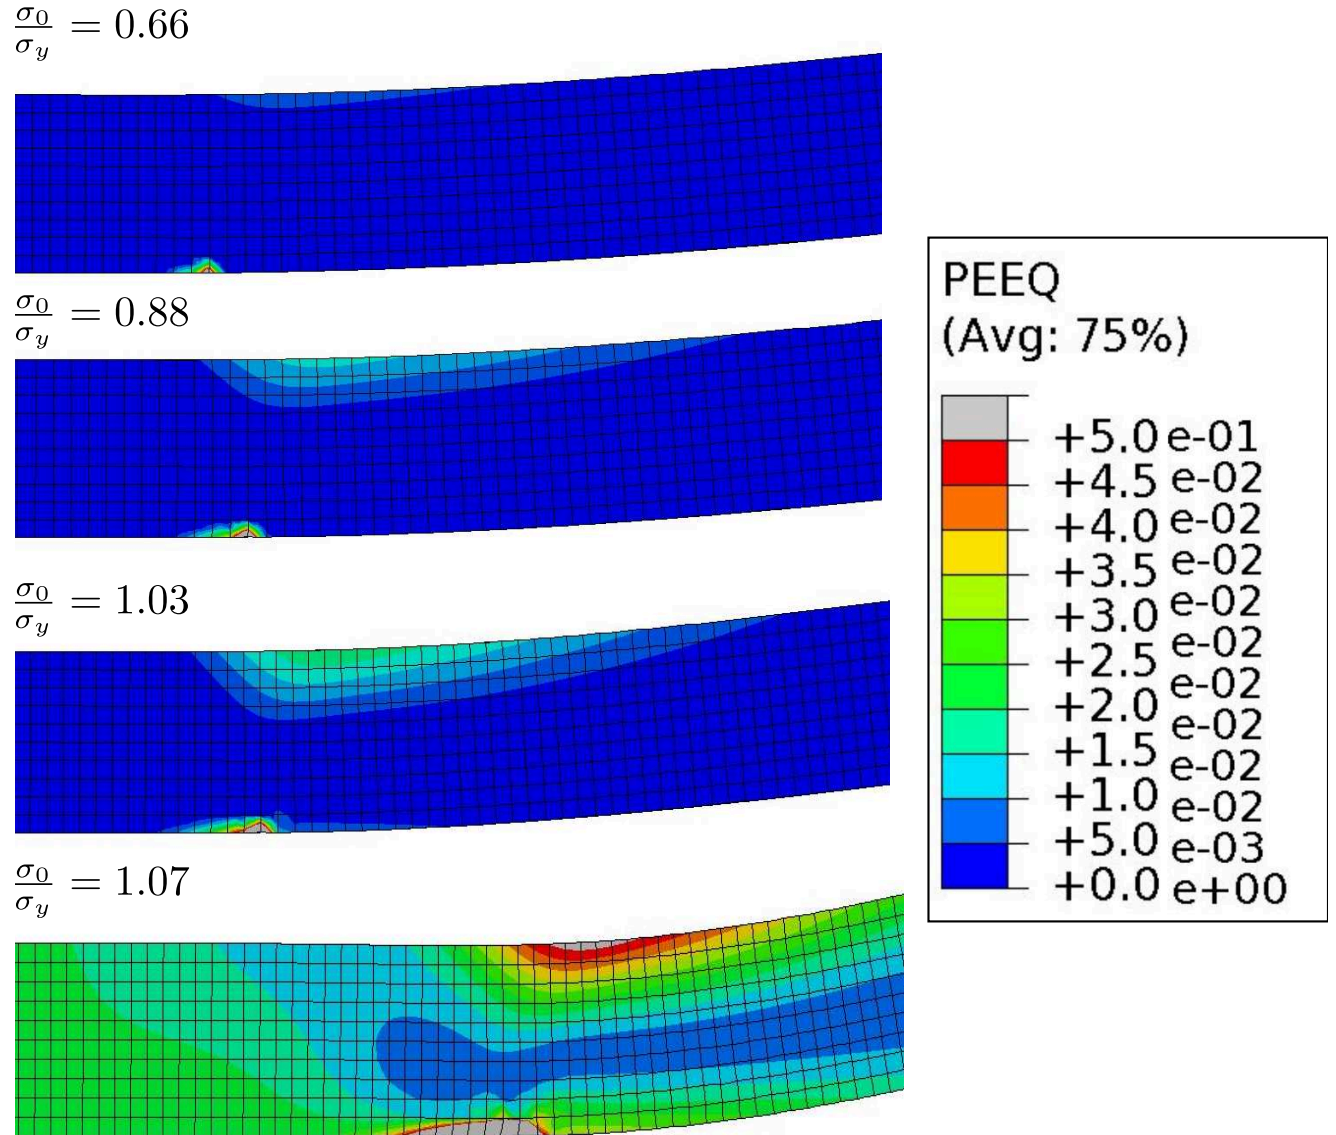 σ0/σy = 0.66
σ0/σy = 0.88
σ0/σy = 1.03
σ0/σy = 1.07
PEEQ
(Avg: 75%)
+5.0 e-01
+4.5 e-02
+4.0 e-02
+3.5 e-02
+3.0 e-02
+2.5 e-02
+2.0 e-02
+1.5 e-02
+1.0 e-02
+5.0 e-03
+0.0 e+00